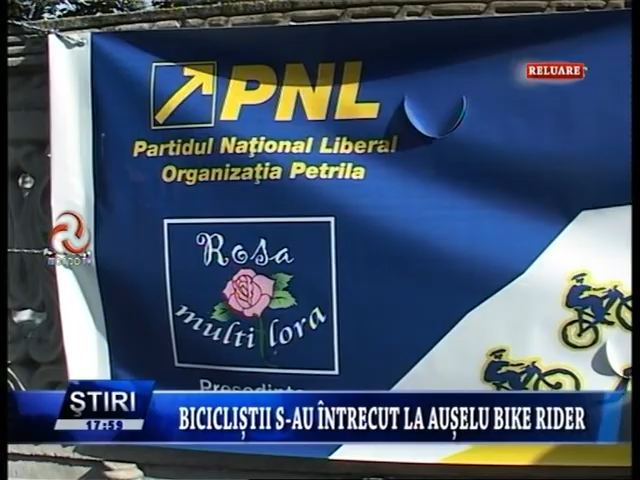 PNL
RELUARE
Partidul Național Liberal
Organizația Petrila
Rosa
multiflora
Președinte
ȘTIRI
17:59
BICICLIȘTII S-AU ÎNTRECUT LA AUȘELU BIKE RIDER